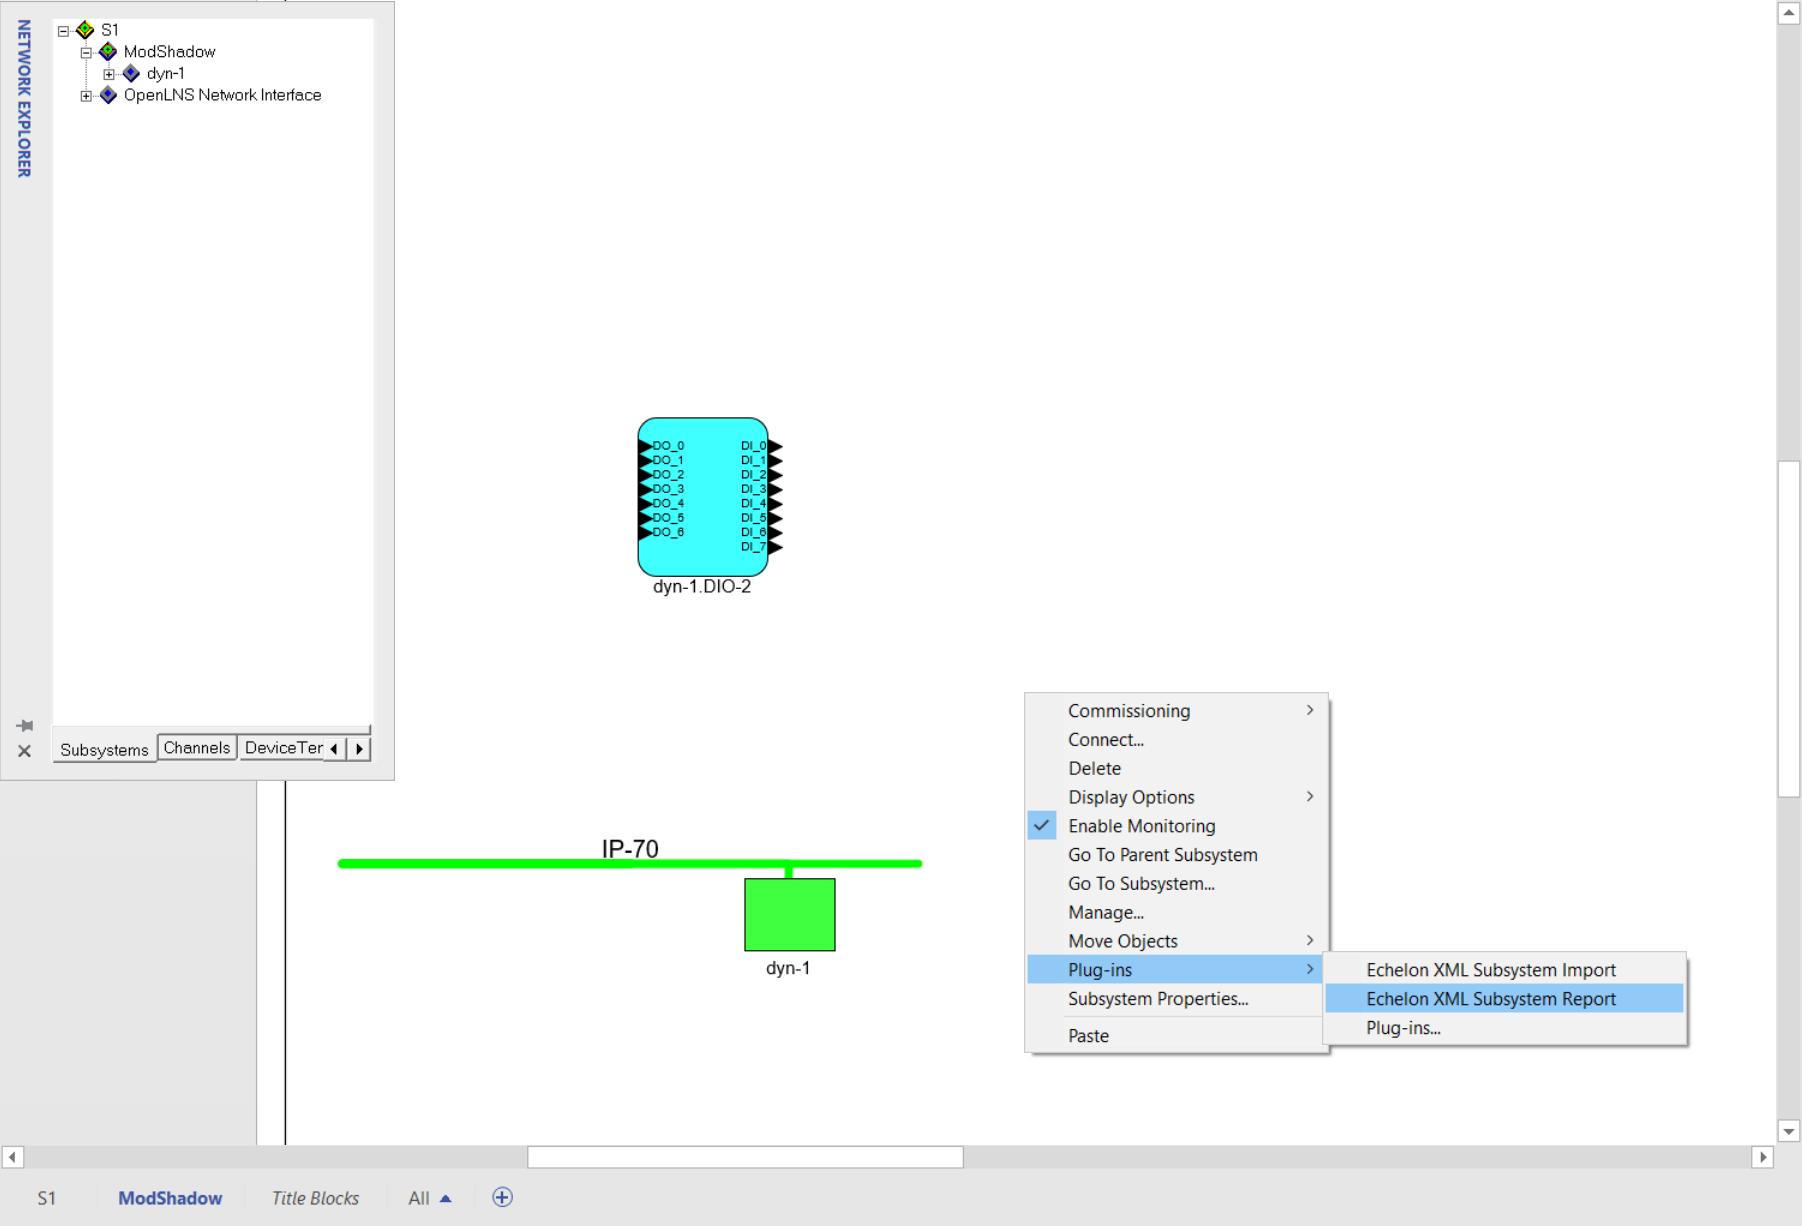 NETWORK EXPLORER
S1
ModShadow
dyn-1
OpenLNS Network Interface
Subsystems
Channels
DeviceTer
DO_0
DO_1
DO_2
DO_3
DO_4
DO_5
DO_6
DI_0
DI_1
DI_2
DI_3
DI_4
DI_5
DI_6
DI_7
dyn-1.DIO-2
IP-70
dyn-1
Commissioning
Connect...
Delete
Display Options
Enable Monitoring
Go To Parent Subsystem
Go To Subsystem...
Manage...
Move Objects
Plug-ins
Subsystem Properties...
Paste
Echelon XML Subsystem Import
Echelon XML Subsystem Report
Plug-ins...
S1 ModShadow Title Blocks All